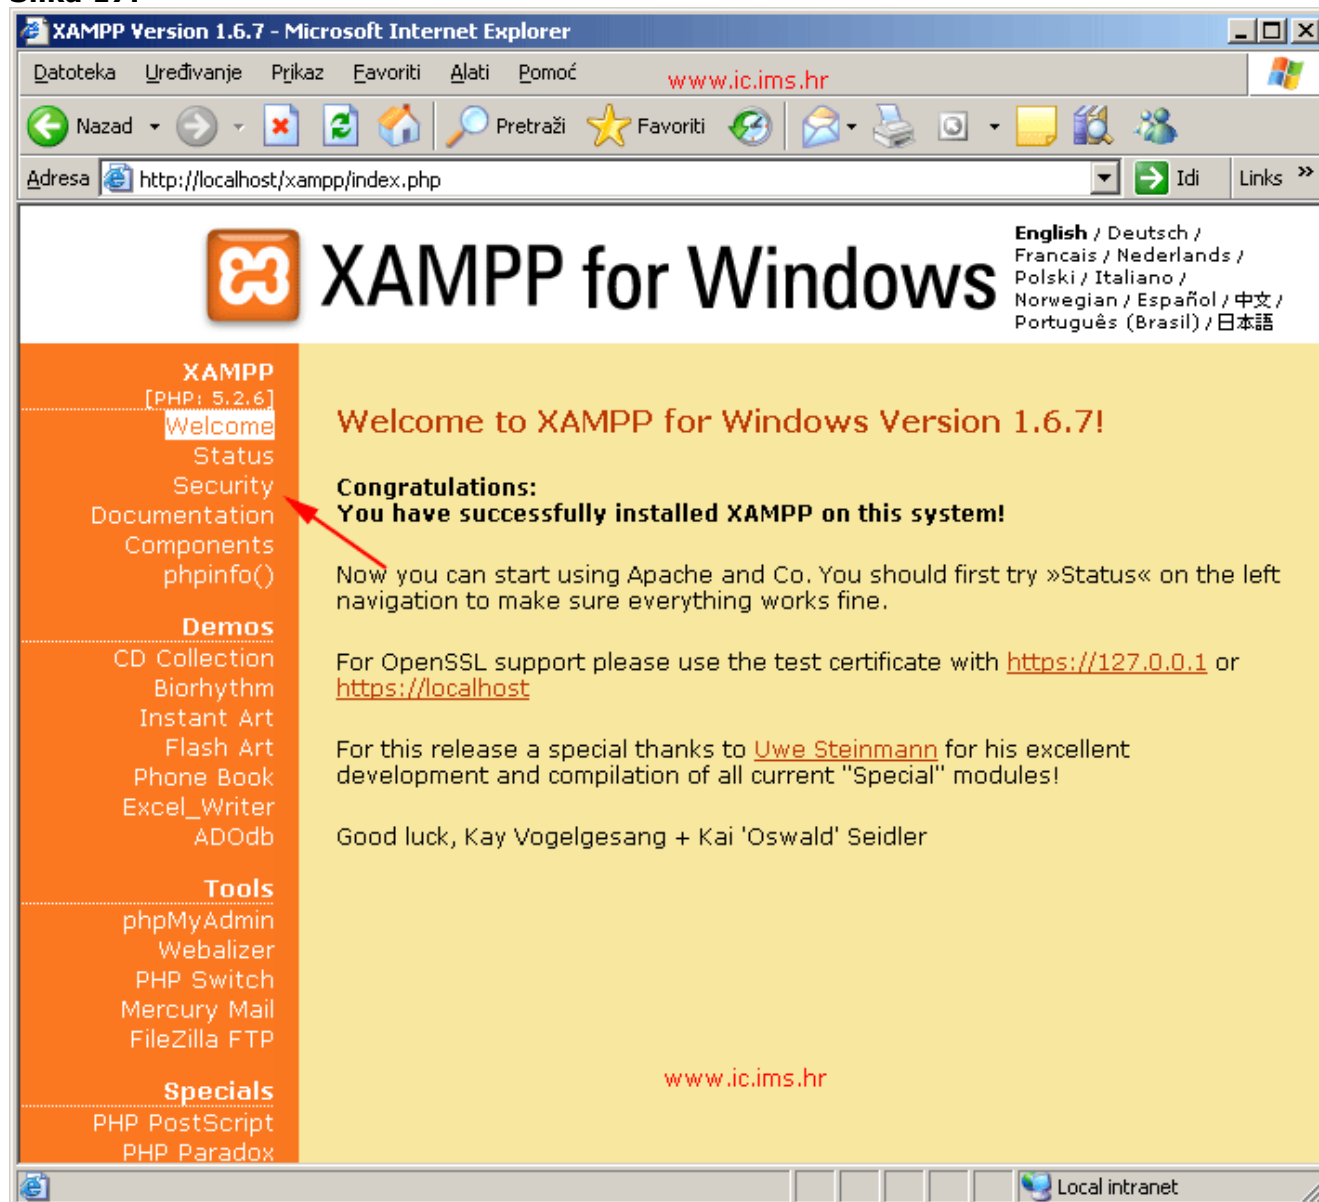 XAMPP Version 1.6.7 - Microsoft Internet Explorer
Datoteka Uređivanje Prikaz Favoriti Alati Pomoć www.ic.ims.hr
Nazad Pretraži Favoriti
Adresa http://localhost/xampp/index.php Idi Links »
XAMPP for Windows
English / Deutsch /
Francais / Nederlands /
Polski / Italiano /
Norwegian / Español / 中文 /
Português (Brasil) / 日本語
XAMPP
[PHP: 5.2.6]
Welcome
Status
Security
Documentation
Components
phpinfo()
Demos
CD Collection
Biorhythm
Instant Art
Flash Art
Phone Book
Excel_Writer
ADOdb
Tools
phpMyAdmin
Webalizer
PHP Switch
Mercury Mail
FileZilla FTP
Specials
PHP PostScript
PHP Paradox
Welcome to XAMPP for Windows Version 1.6.7!
Congratulations:
You have successfully installed XAMPP on this system!
Now you can start using Apache and Co. You should first try »Status« on the left
navigation to make sure everything works fine.
For OpenSSL support please use the test certificate with https://127.0.0.1 or
https://localhost
For this release a special thanks to Uwe Steinmann for his excellent
development and compilation of all current "Special" modules!
Good luck, Kay Vogelgesang + Kai 'Oswald' Seidler
www.ic.ims.hr
Local intranet